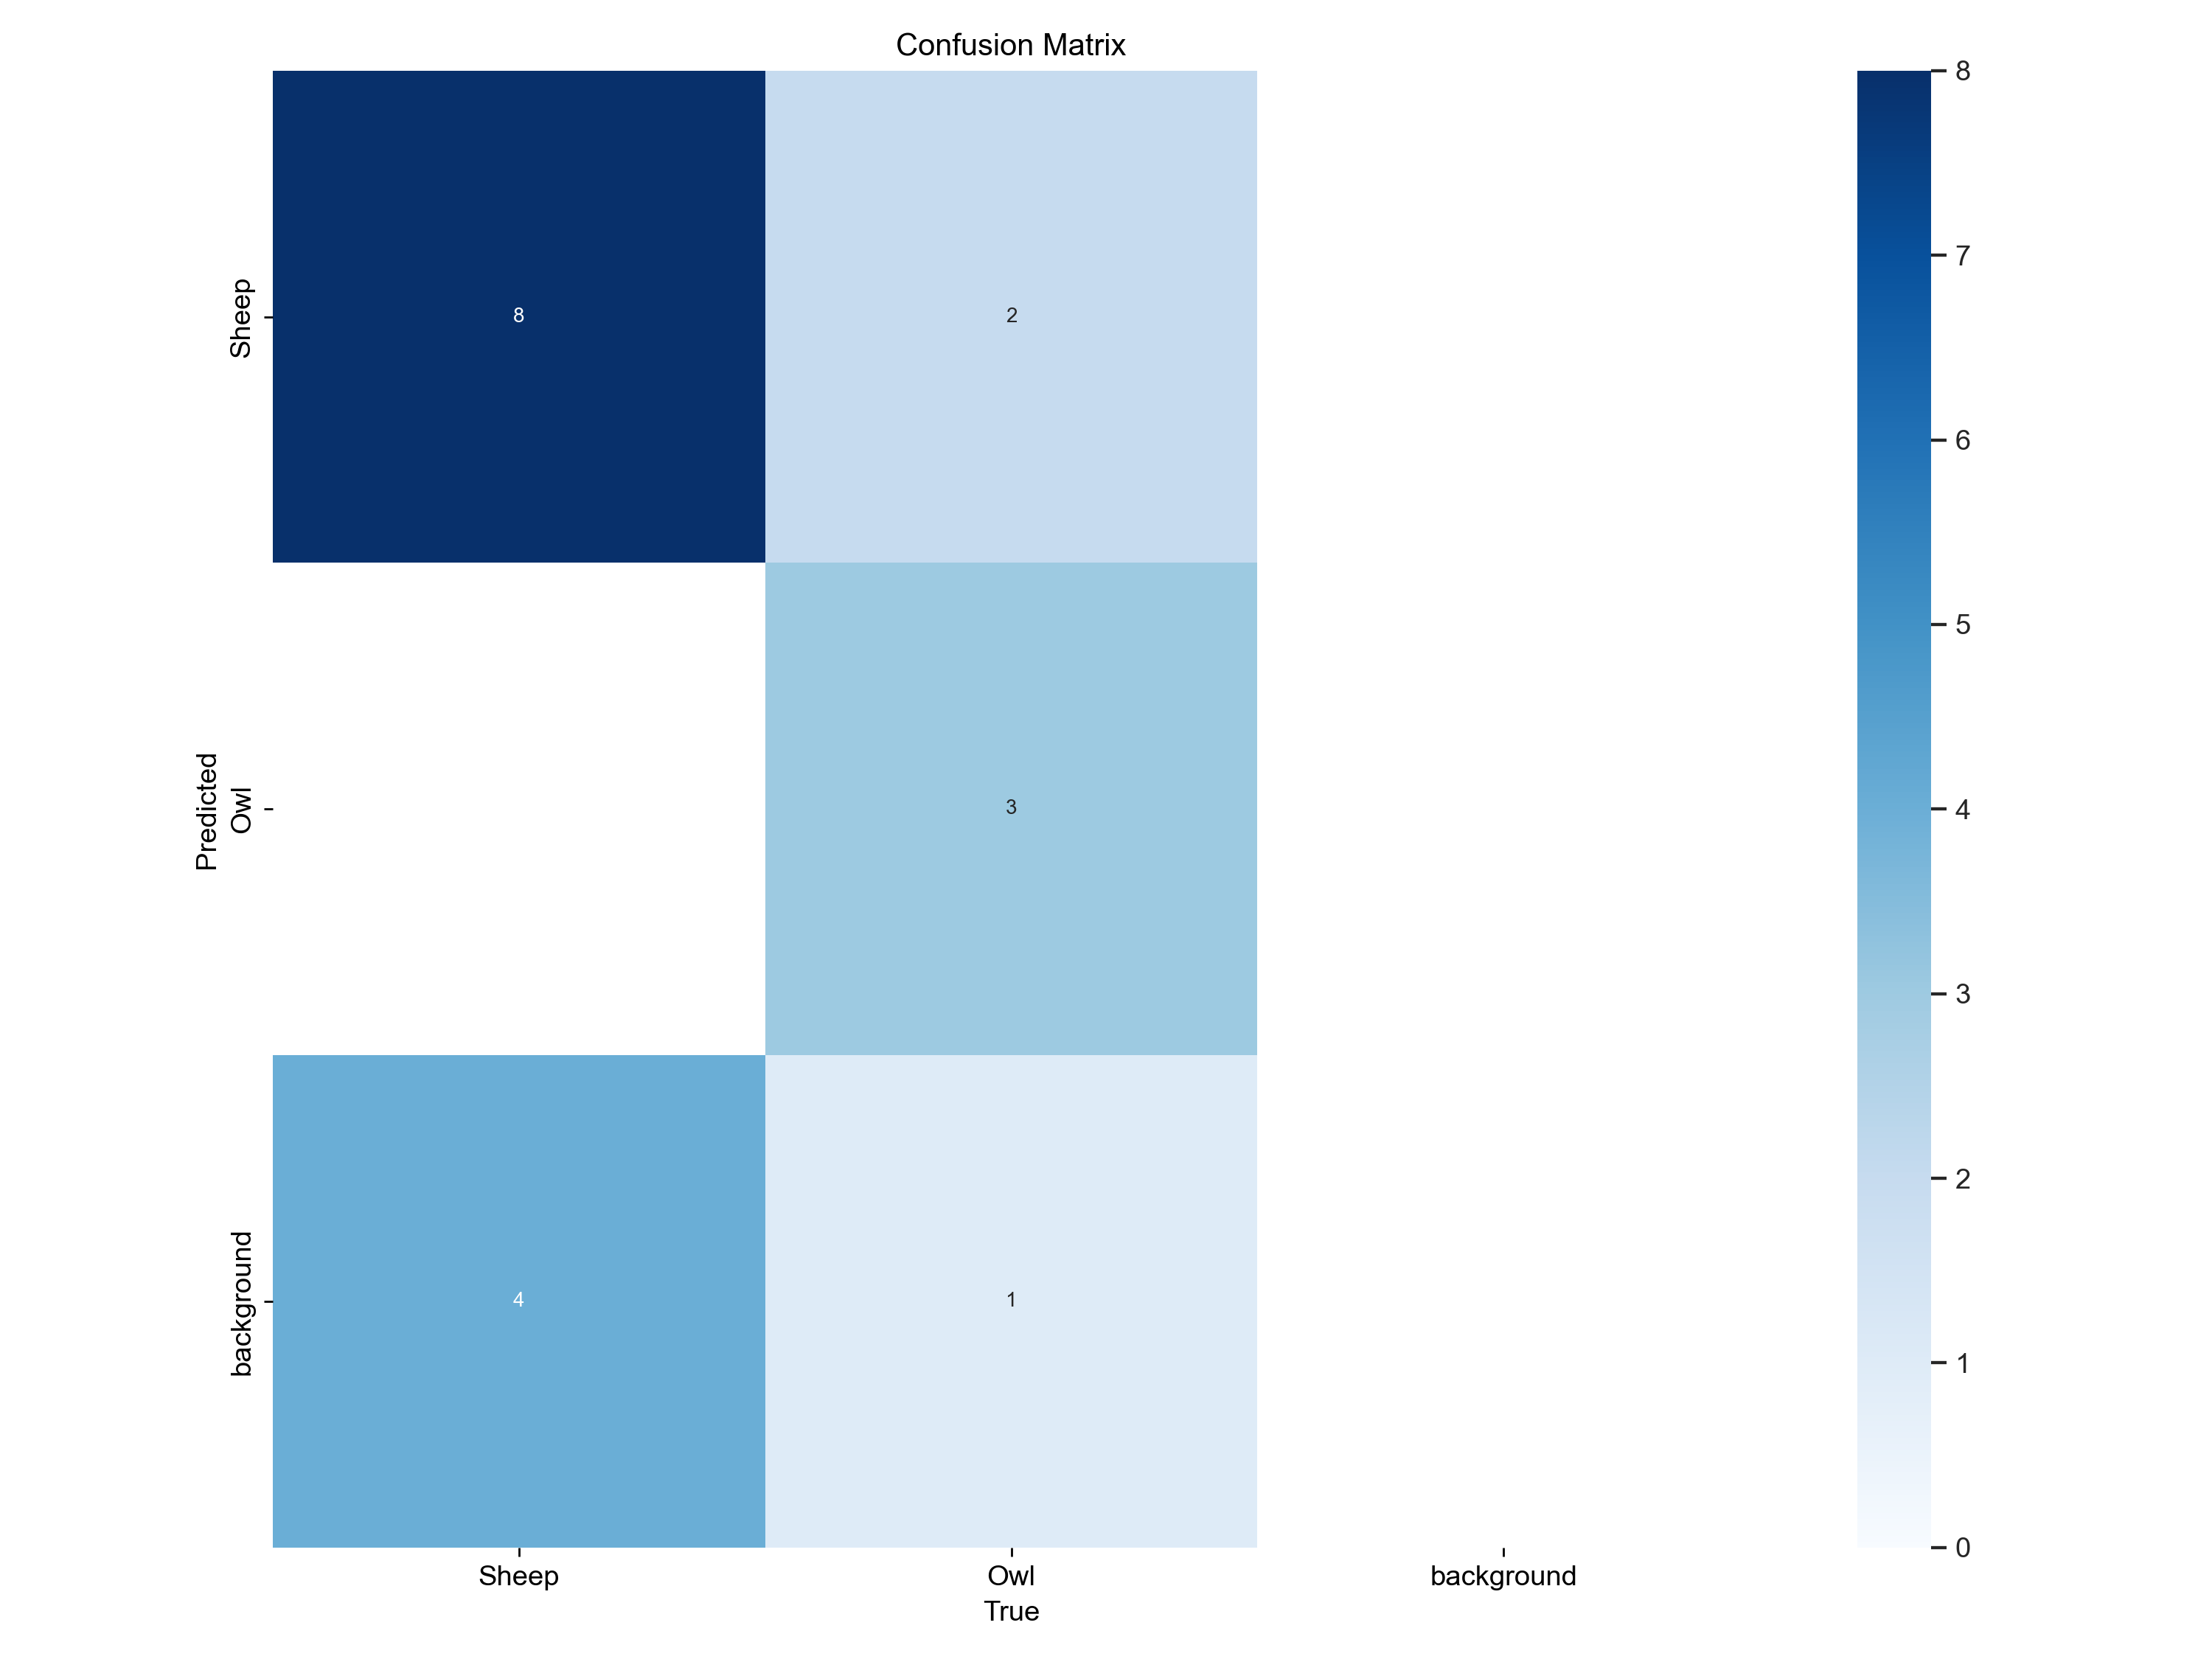 Confusion Matrix
Predicted
Sheep
Owl
background
8
2
3
4
1
Sheep
Owl
background
True
8
7
6
5
4
3
2
1
0